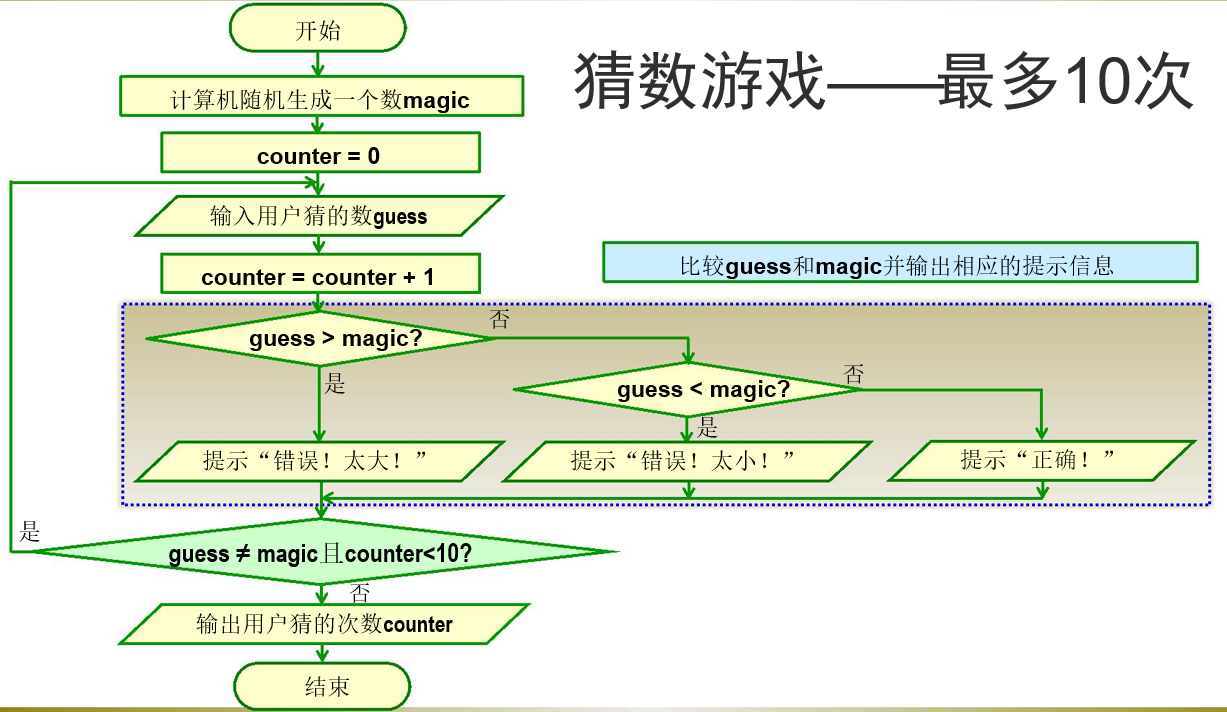 猜数游戏——最多10次
开始
计算机随机生成一个数magic
counter = 0
输入用户猜的数guess
counter = counter + 1
比较guess和magic并输出相应的提示信息
guess > magic?
否
是
guess < magic?
否
是
提示“错误！太大！”
提示“错误！太小！”
提示“正确！”
是
guess ≠ magic且counter<10?
否
输出用户猜的次数counter
结束